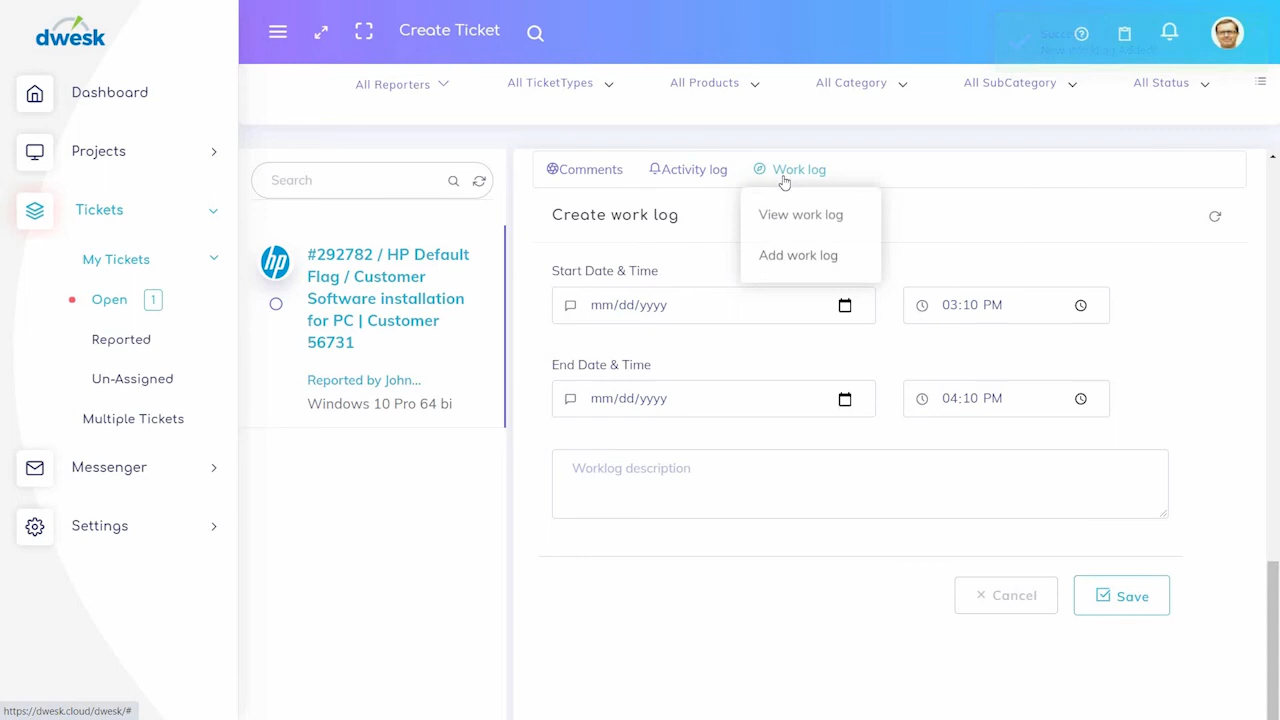 dwesk
Dashboard
Projects
Tickets
My Tickets
Open 1
Reported
Un-Assigned
Multiple Tickets
Messenger
Settings
https://dwesk.cloud/dwesk/#
Create Ticket
New worklog added!
All Reporters
All TicketTypes
All Products
All Category
All SubCategory
All Status
Search
hp
#292782 / HP Default
Flag / Customer
Software installation
for PC | Customer
56731
Reported by John...
Windows 10 Pro 64 bi
Comments
Activity log
Work log
View work log
Add work log
Create work log
Start Date & Time
mm/dd/yyyy
03:10 PM
End Date & Time
mm/dd/yyyy
04:10 PM
Worklog description
Cancel
Save